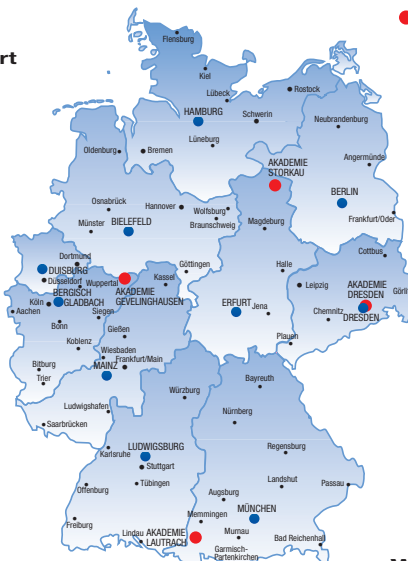 Flensburg
rt
Kiel
Lübeck
Rostock
HAMBURG
Schwerin
Neubrandenburg
Lüneburg
Oldenburg
Bremen
Angermünde
AKADEMIE
STORKAU
BERLIN
Osnabrück
Hannover
Wolfsburg
Frankfurt/Oder
Münster
BIELEFELD
Braunschweig
Magdeburg
Cottbus
Dortmund
Göttingen
Halle
DUISBURG
Düsseldorf
Wuppertal
Kassel
Leipzig
AKADEMIE
DRESDEN
BERGISCH
GLADBACH
AKADEMIE
GEVELINGHAUSEN
Görli
Köln
Aachen
Siegen
ERFURT
Jena
Chemnitz
DRESDEN
Bonn
Gießen
Plauen
Koblenz
Wiesbaden
Frankfurt/Main
Bitburg
MAINZ
Trier
Bayreuth
Würzburg
Ludwigshafen
Nürnberg
Saarbrücken
LUDWIGSBURG
Regensburg
Karlsruhe
Stuttgart
Tübingen
Landshut
Passau
Offenburg
Augsburg
MÜNCHEN
Memmingen
Freiburg
Lindau
AKADEMIE
LAUTRACH
Murnau
Bad Reichenhall
Garmisch-
Partenkirchen